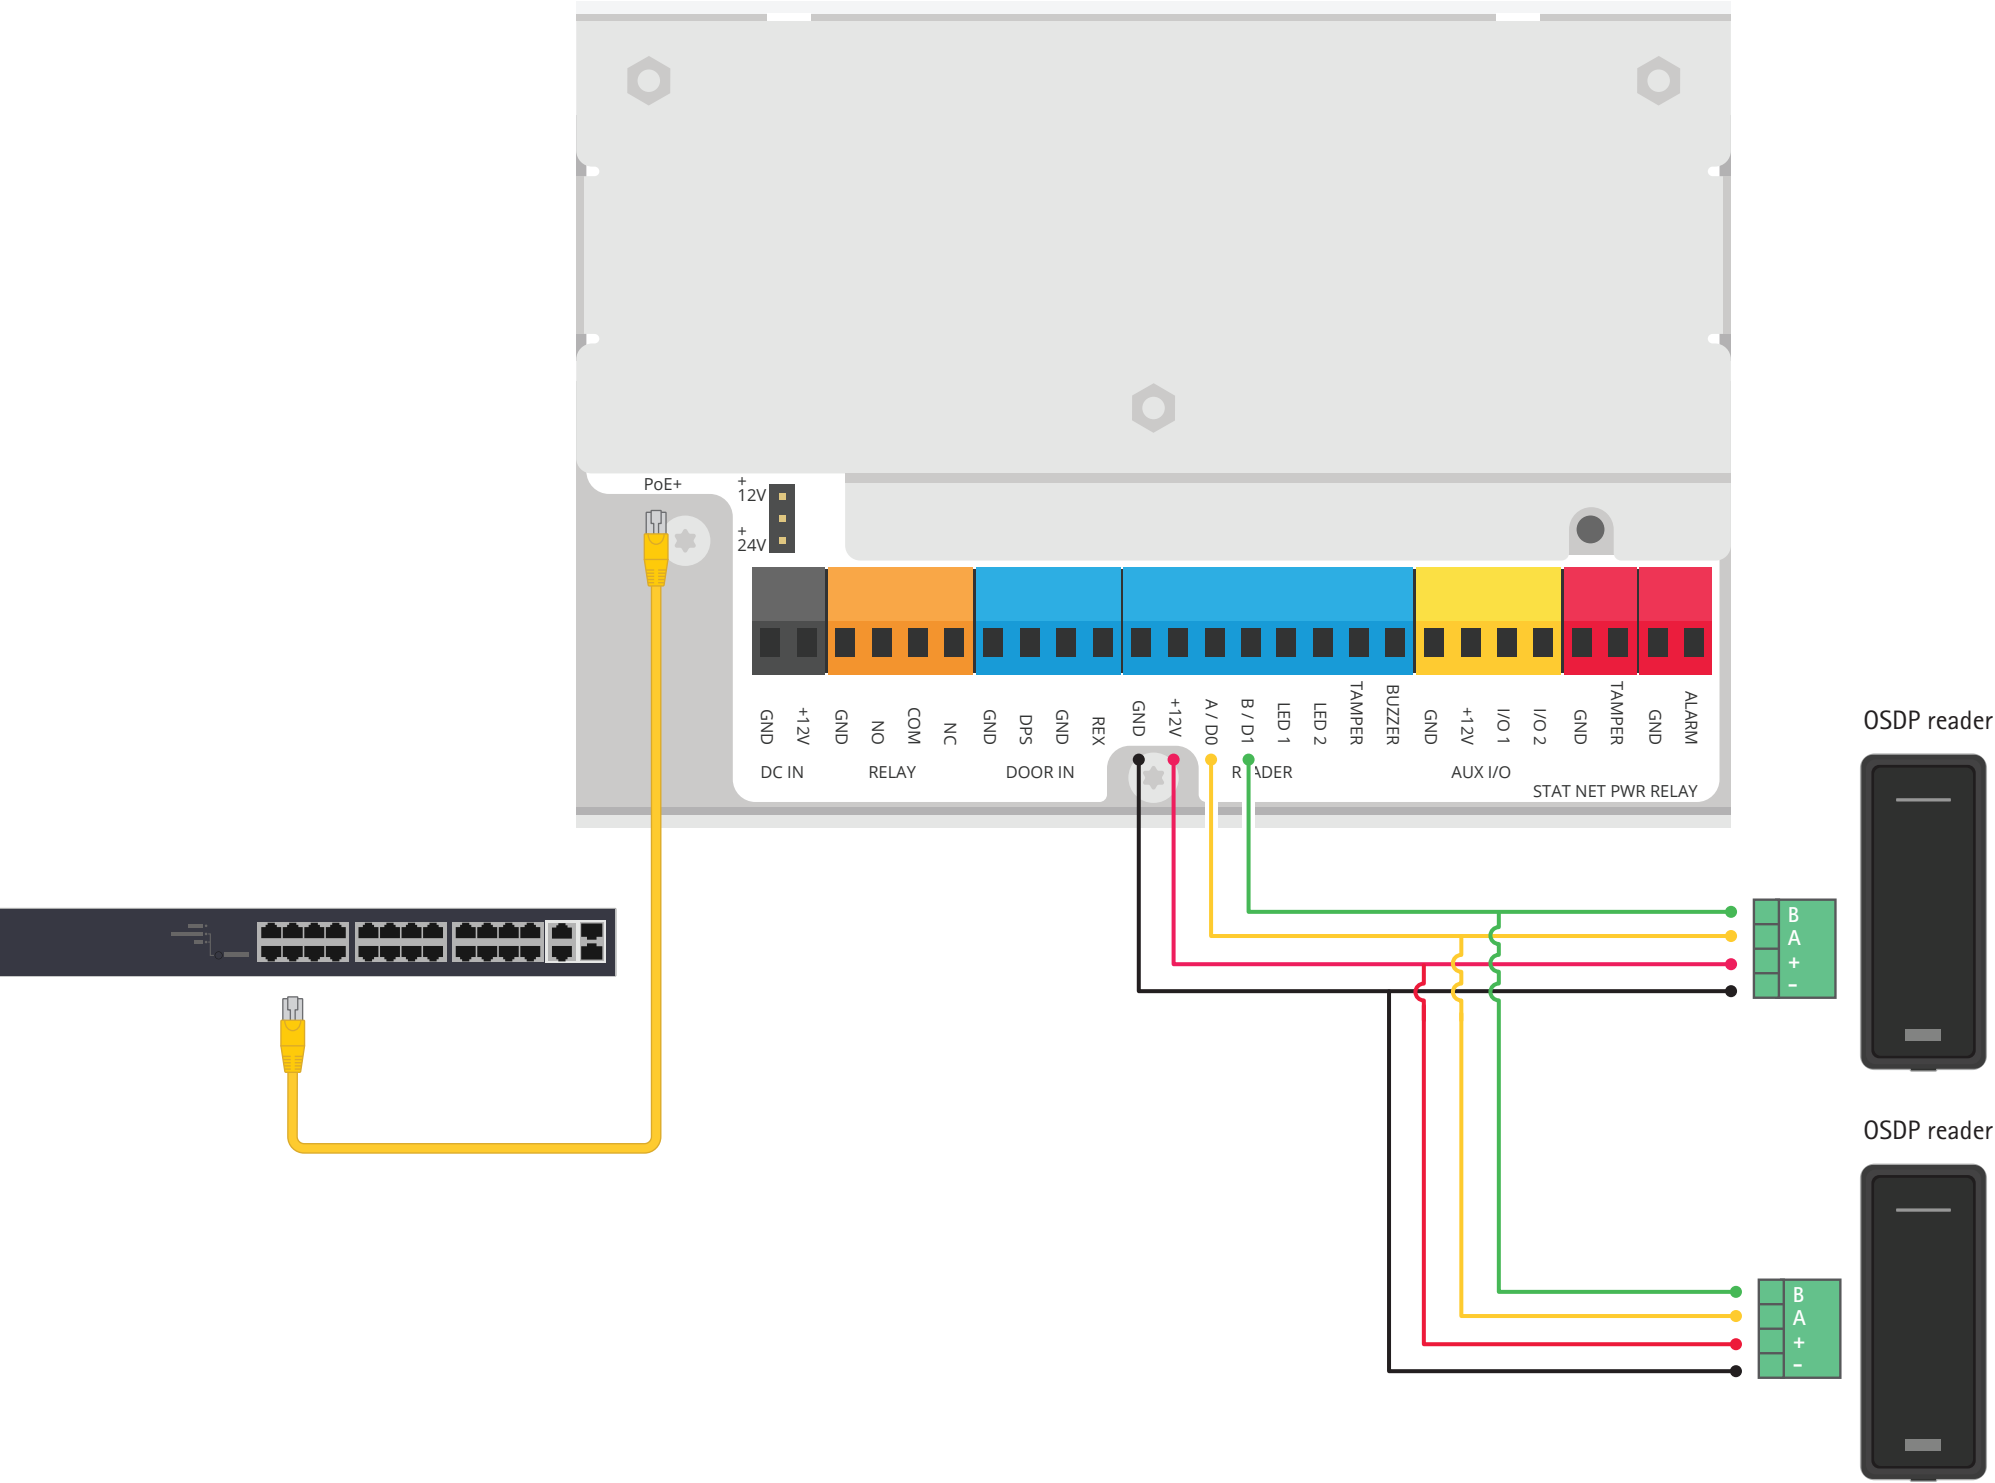 PoE+
+
12V
+
24V
GND
+12V
GND
NO
COM
NC
GND
DPS
GND
REX
GND
+12V
A / D0
B / D1
LED 1
LED 2
TAMPER
BUZZER
GND
+12V
I/O 1
I/O 2
GND
TAMPER
GND
ALARM
DC IN
RELAY
DOOR IN
READER
AUX I/O
STAT NET PWR RELAY
OSDP reader
B
A
+
-
OSDP reader
B
A
+
-